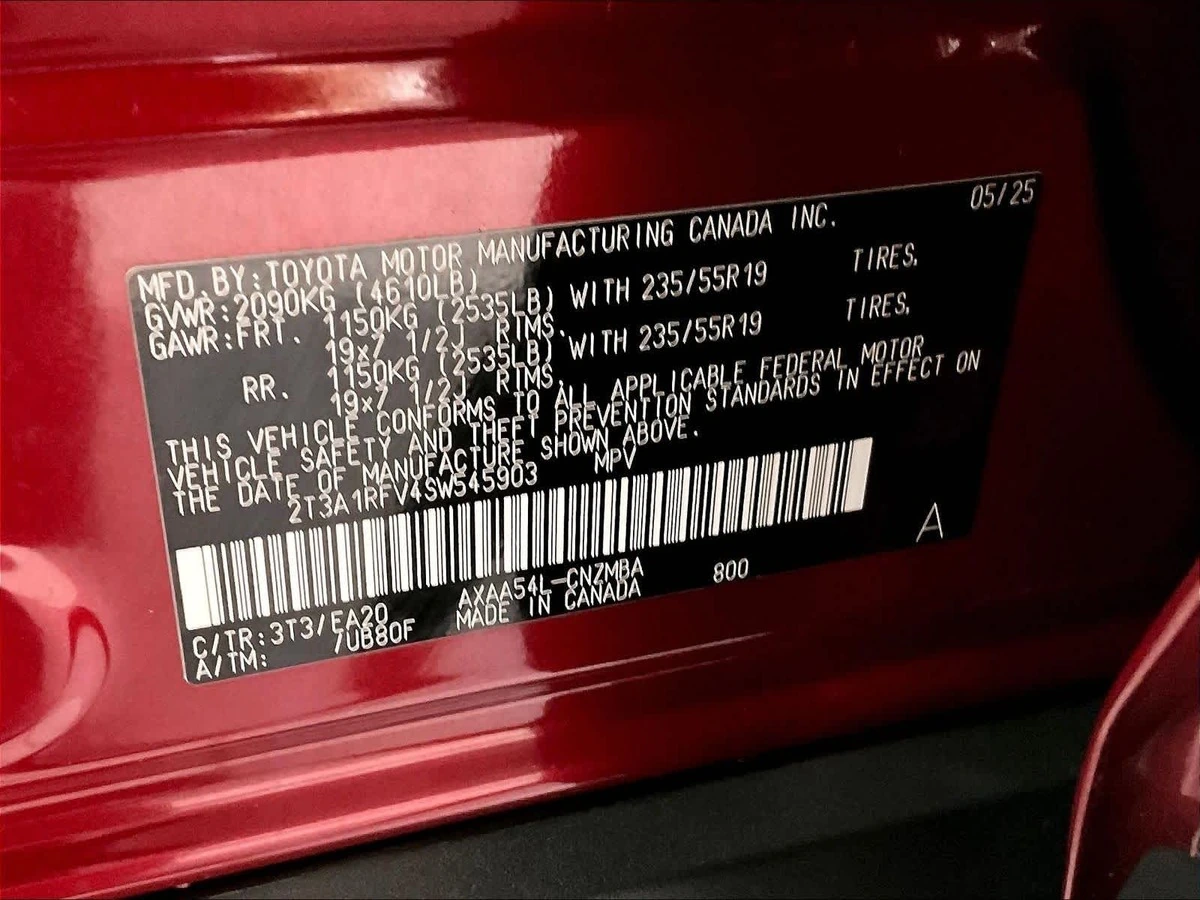 05/25
MFD.BY:TOYOTA MOTOR MANUFACTURING CANADA INC.
GVWR:2090KG (4610LB)
GAWR:FRT. 1150KG (2535LB) WITH 235/55R19 TIRES,
19x7 1/2J RIMS.
RR. 1150KG (2535LB) WITH 235/55R19 TIRES,
19x7 1/2J RIMS.
THIS VEHICLE CONFORMS TO ALL APPLICABLE FEDERAL MOTOR
VEHICLE SAFETY AND THEFT PREVENTION STANDARDS IN EFFECT ON
THE DATE OF MANUFACTURE SHOWN ABOVE.
2T3A1RFV4SW545903 MPV
A
C/TR:3T3/EA20 AXAA54L-CNZMBA 800
A/TM: /UB80F MADE IN CANADA